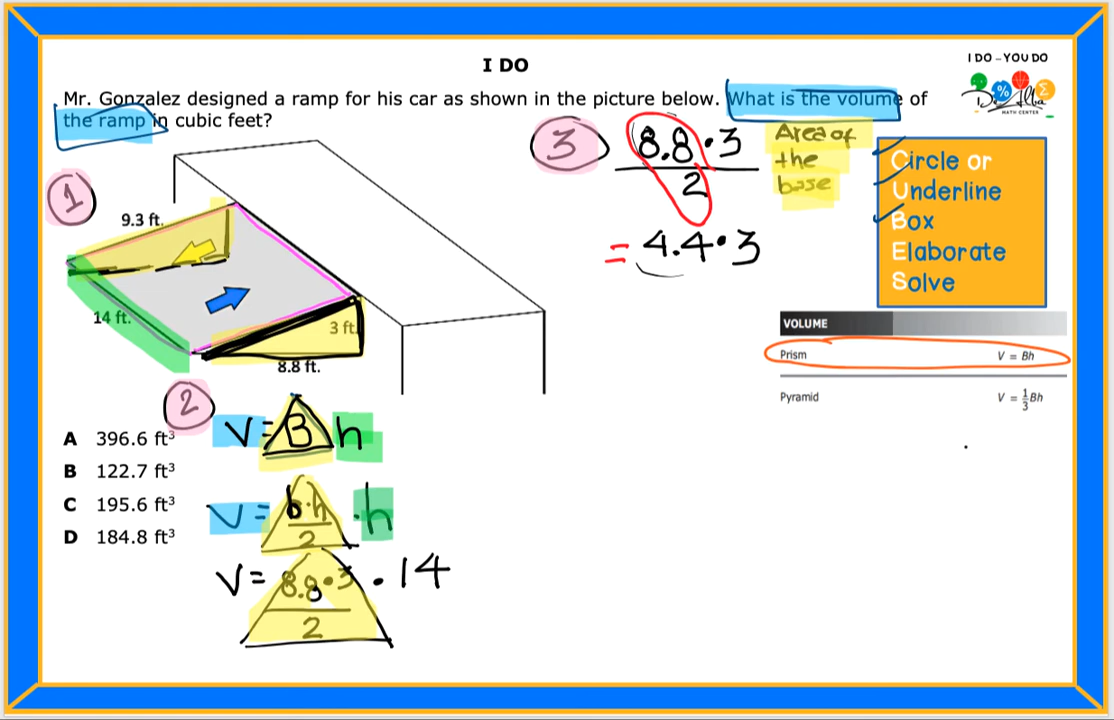 I DO
I DO – YOU DO
Mr. Gonzalez designed a ramp for his car as shown in the picture below. What is the volume of
the ramp in cubic feet?
MATH CENTER
1
9.3 ft.
14 ft.
3 ft.
8.8 ft.
2
A 396.6 ft³
B 122.7 ft³
C 195.6 ft³
D 184.8 ft³
V = B h
V = b·h/2 · h
V = 8.8·3/2 · 14
3
8.8 · 3
2
= 4.4 · 3
Area of
the
base
Circle or
Underline
Box
Elaborate
Solve
VOLUME
Prism V = Bh
Pyramid V = 1/3 Bh